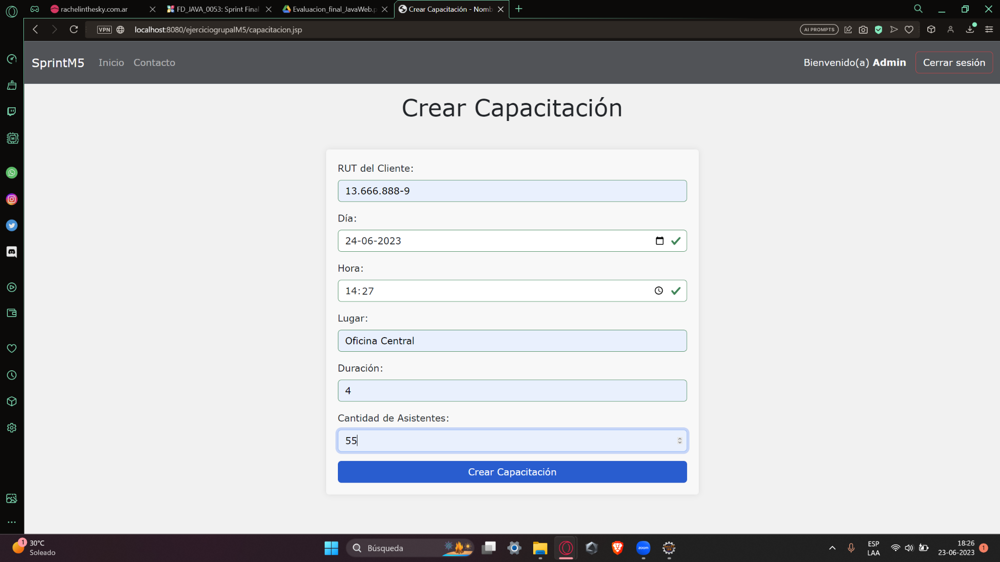 rachelinthesky.com.ar
FD_JAVA_0053: Sprint Final
Evaluacion_final_JavaWeb.p
Crear Capacitación - Nomb
VPN
localhost:8080/ejerciciogrupalM5/capacitacion.jsp
AI PROMPTS
SprintM5
Inicio
Contacto
Bienvenido(a) Admin
Cerrar sesión
Crear Capacitación
RUT del Cliente:
13.666.888-9
Día:
24-06-2023
Hora:
14:27
Lugar:
Oficina Central
Duración:
4
Cantidad de Asistentes:
55
Crear Capacitación
1
30°C
Soleado
Búsqueda
zoom
ESP
LAA
18:26
23-06-2023
1